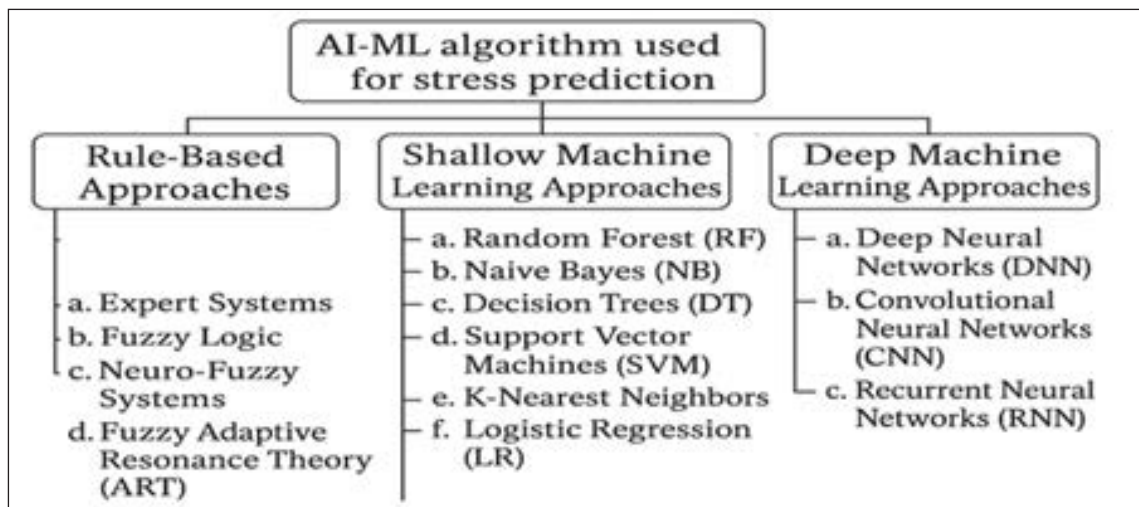 AI-ML algorithm used
for stress prediction
Rule-Based
Approaches
a. Expert Systems
b. Fuzzy Logic
c. Neuro-Fuzzy
Systems
d. Fuzzy Adaptive
Resonance Theory
(ART)
Shallow Machine
Learning Approaches
a. Random Forest (RF)
b. Naive Bayes (NB)
c. Decision Trees (DT)
d. Support Vector
Machines (SVM)
e. K-Nearest Neighbors
f. Logistic Regression
(LR)
Deep Machine
Learning Approaches
a. Deep Neural
Networks (DNN)
b. Convolutional
Neural Networks
(CNN)
c. Recurrent Neural
Networks (RNN)